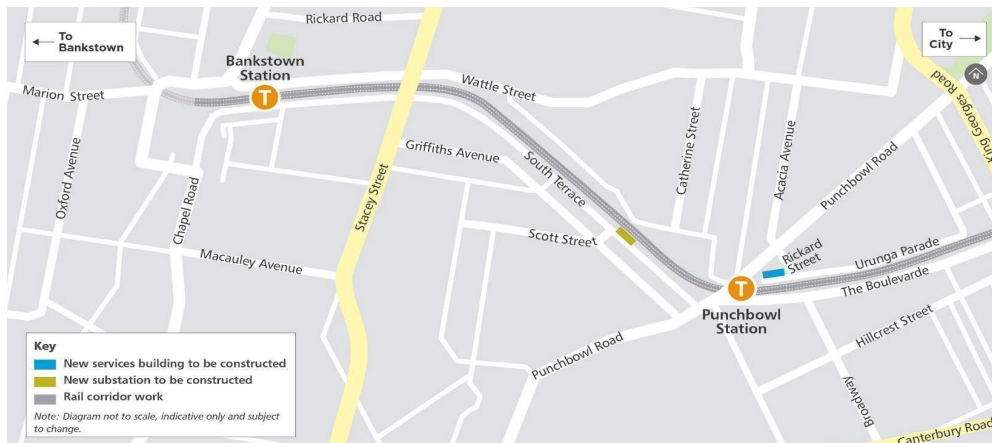 To
Bankstown
Rickard Road
To
City
N
Bankstown
Station
T
Marion Street
Wattle Street
King Georges Road
Oxford Avenue
Chapel Road
Stacey Street
Griffiths Avenue
South Terrace
Catherine Street
Acacia Avenue
Punchbowl Road
Macauley Avenue
Scott Street
Rickard
Street
Urunga Parade
The Boulevarde
T
Punchbowl
Station
Hillcrest Street
Punchbowl Road
Broadway
Canterbury Road
Key
New services building to be constructed
New substation to be constructed
Rail corridor work
Note: Diagram not to scale, indicative only and subject
to change.